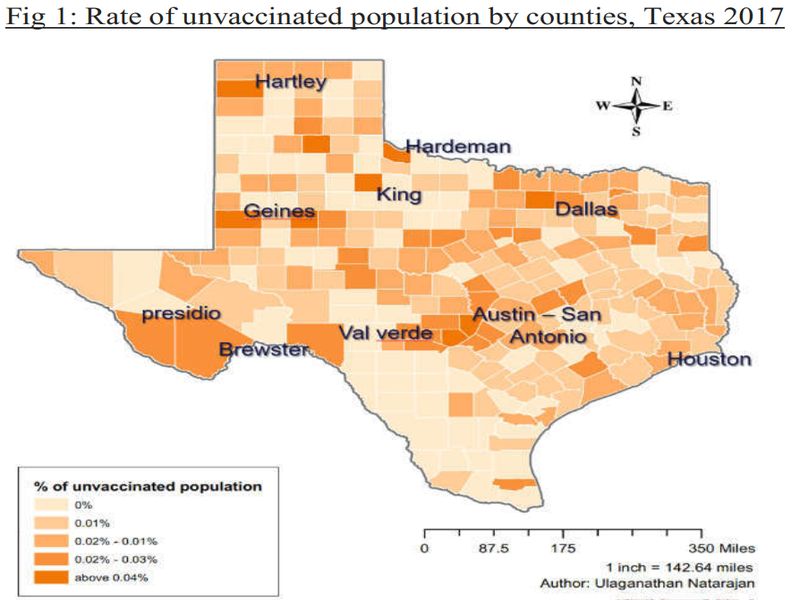 Fig 1: Rate of unvaccinated population by counties, Texas 2017
Hartley
N
W E
S
Hardeman
King
Geines
Dallas
presidio
Austin – San
Antonio
Val verde
Brewster
Houston
% of unvaccinated population
0%
0.01%
0.02% - 0.01%
0.02% - 0.03%
above 0.04%
0 87.5 175 350 Miles
1 inch = 142.64 miles
Author: Ulaganathan Natarajan